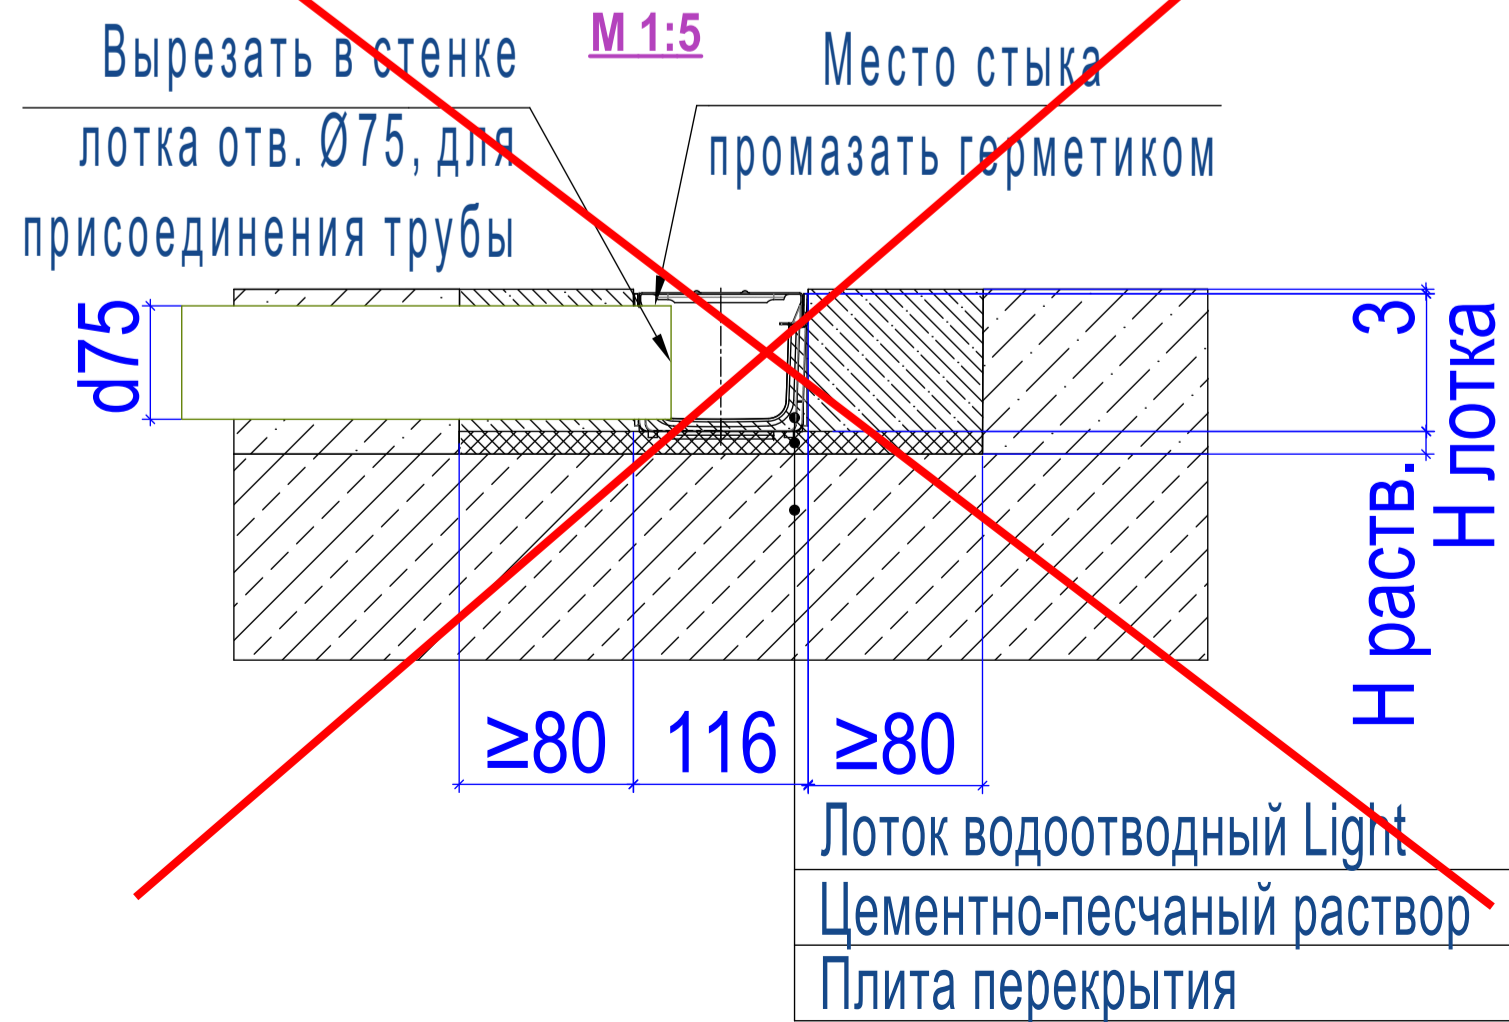 М 1:5
Вырезать в стенке
лотка отв. Ø75, для
присоединения трубы
Место стыка
промазать герметиком
d75
3
Н лотка
Н раств.
≥80
116
≥80
Лоток водоотводный Light
Цементно-песчаный раствор
Плита перекрытия